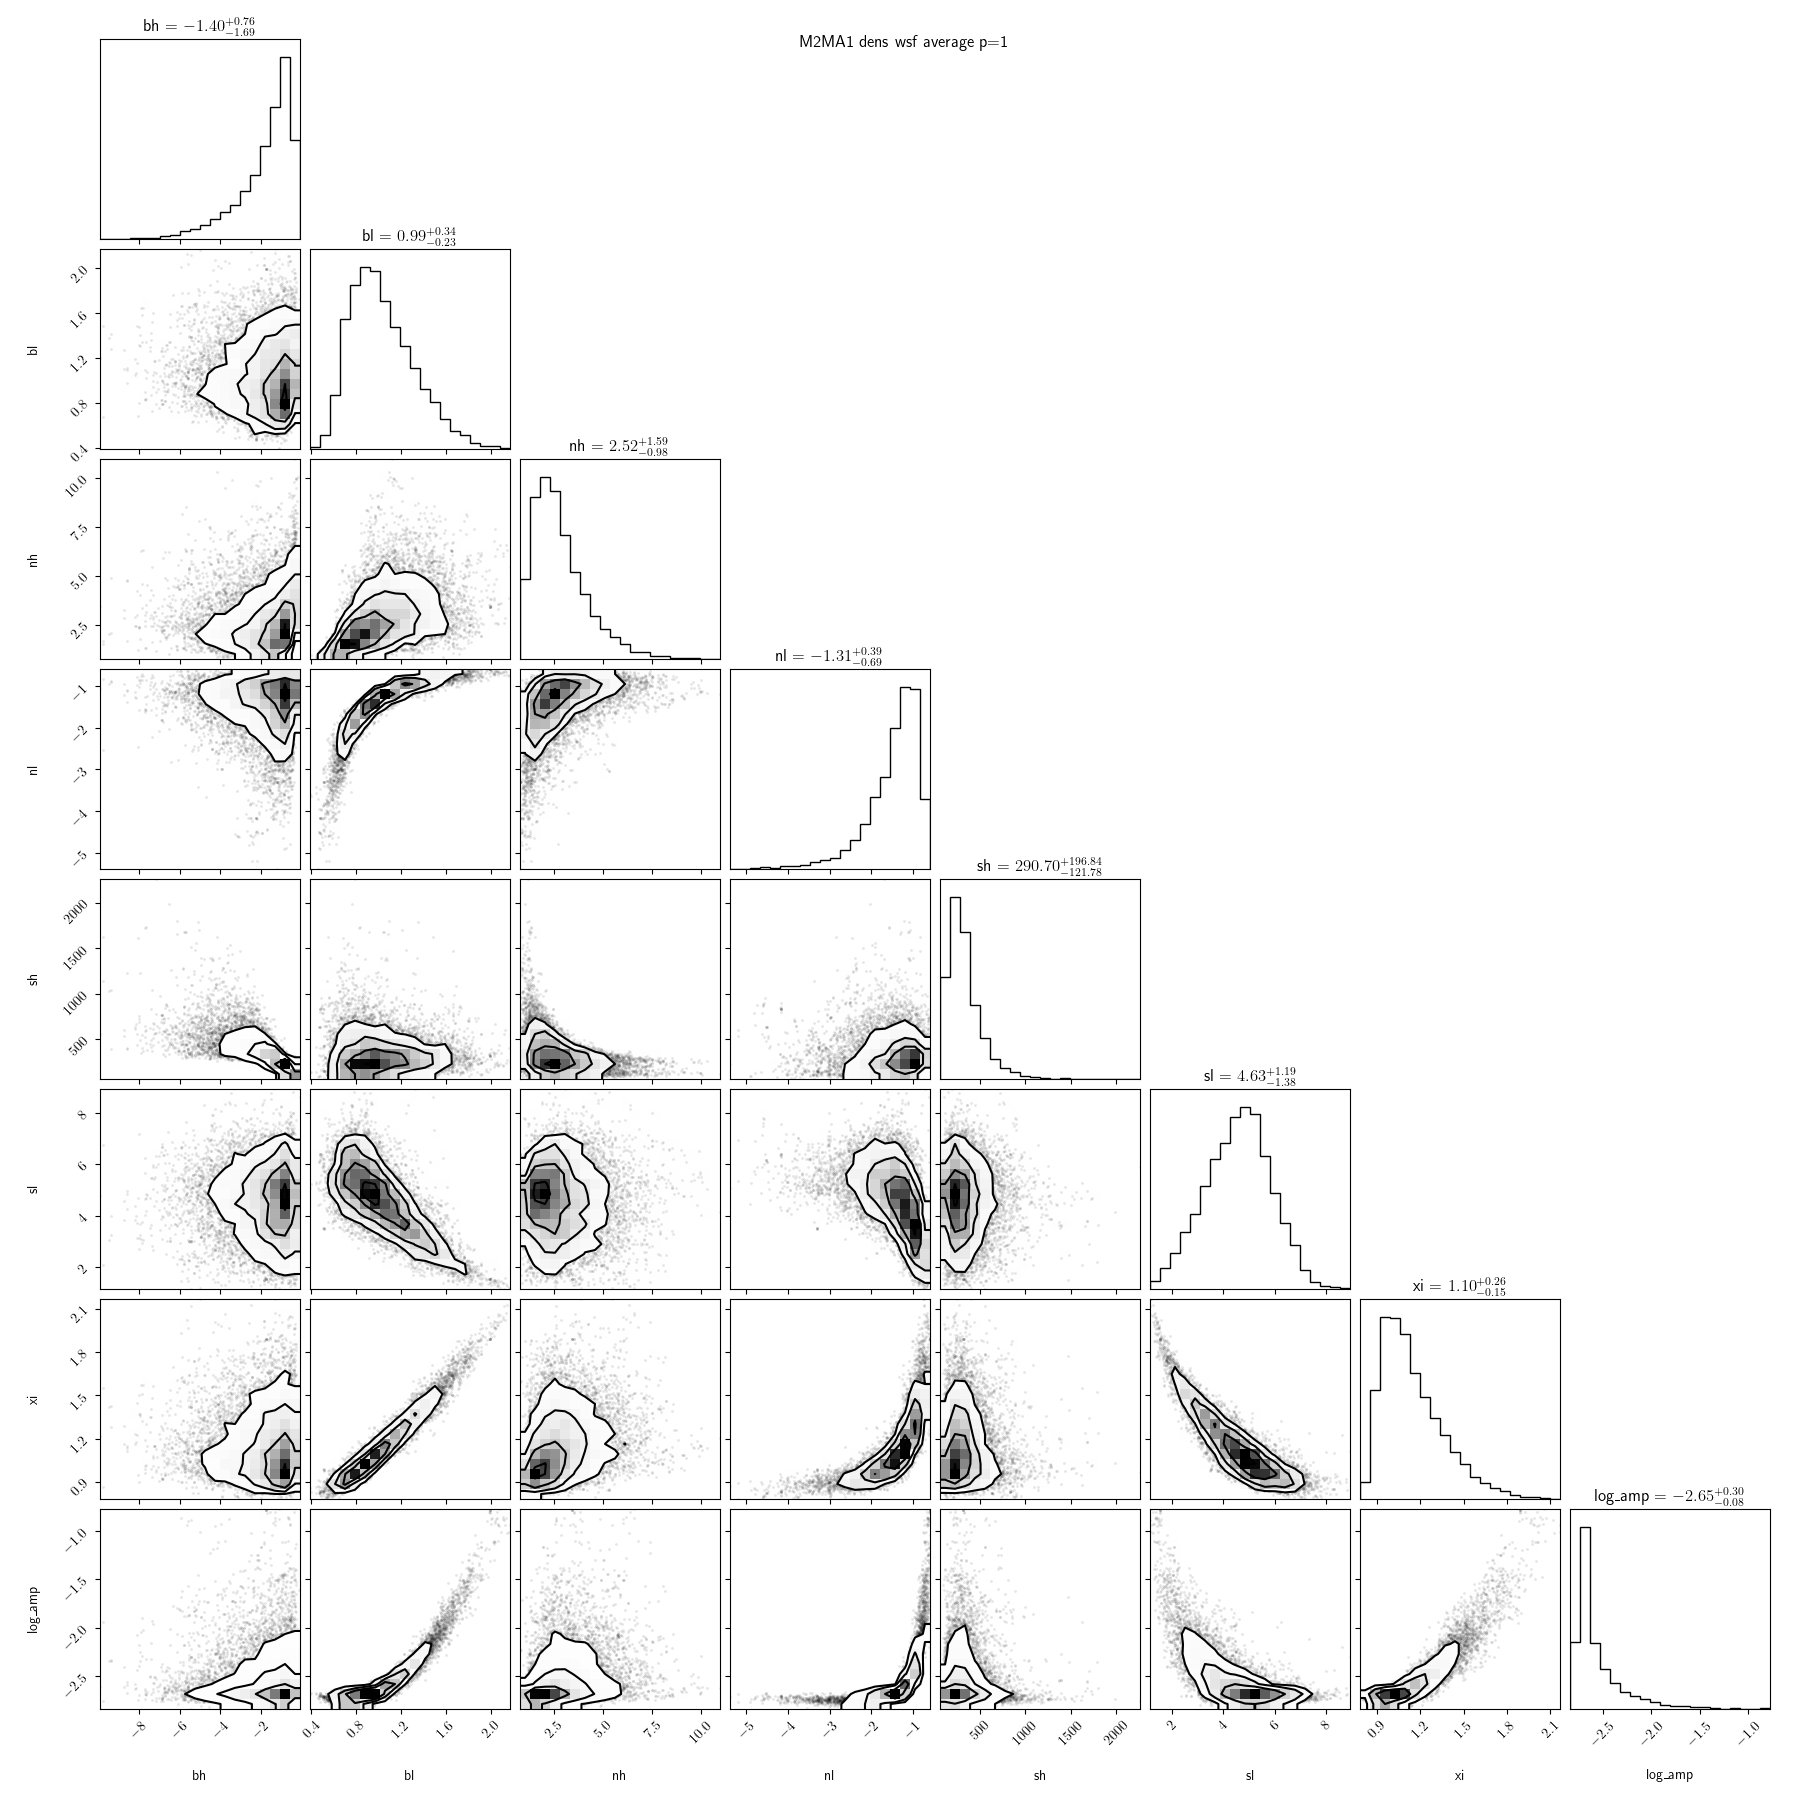 bh = −1.40 +0.76 −1.69
M2MA1 dens wsf average p=1
bl = 0.99 +0.34 −0.23
bl
2.0
1.6
1.2
0.8
0.4
nh = 2.52 +1.59 −0.98
nh
10.0
7.5
5.0
2.5
nl = −1.31 +0.39 −0.69
nl
−1
−2
−3
−4
−5
sh = 290.70 +196.84 −121.78
sh
2000
1500
1000
500
sl = 4.63 +1.19 −1.38
sl
8
6
4
2
xi = 1.10 +0.26 −0.15
xi
2.1
1.8
1.5
1.2
0.9
log_amp = −2.65 +0.30 −0.08
log_amp
−1.0
−1.5
−2.0
−2.5
−8 −6 −4 −2
0.4 0.8 1.2 1.6 2.0
2.5 5.0 7.5 10.0
−5 −4 −3 −2 −1
500 1000 1500 2000
2 4 6 8
0.9 1.2 1.5 1.8 2.1
−2.5 −2.0 −1.5 −1.0
bh bl nh nl sh sl xi log_amp